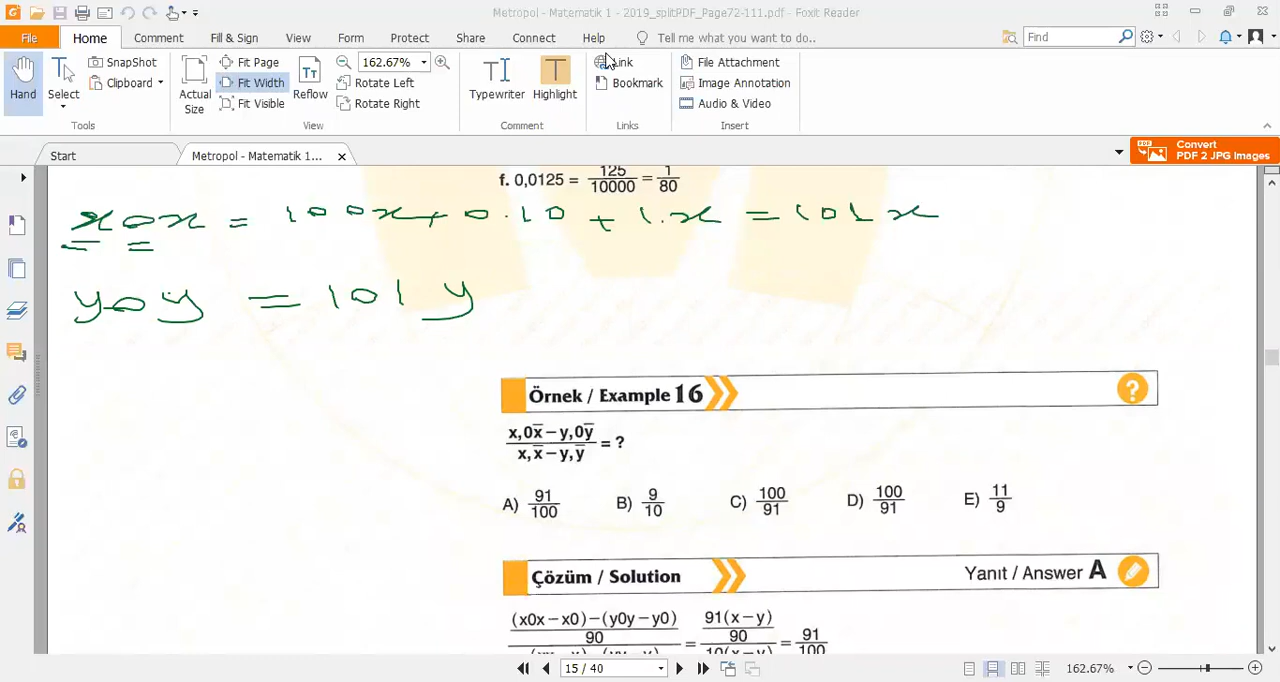 Metropol - Matematik 1 - 2019_splitPDF_Page72-111.pdf - Foxit Reader
File Home Comment Fill & Sign View Form Protect Share Connect Help Tell me what you want to do.. Find
Hand
Select
SnapShot
Clipboard
Tools
Actual Size
Fit Page
Fit Width
Fit Visible
Reflow
162.67%
Rotate Left
Rotate Right
View
Typewriter
Highlight
Comment
Link
Bookmark
Links
File Attachment
Image Annotation
Audio & Video
Insert
Start
Metropol - Matematik 1...
Convert
PDF 2 JPG Images
f. 0,0125 = 125/10000 = 1/80
x0x = 100x + 0.10 + 1.x = 101x
y0y = 101y
Örnek / Example 16
?
(x,0x̅ – y,0y̅)/(x,x̅ – y,y̅) = ?
A) 91/100 B) 9/10 C) 100/91 D) 100/91 E) 11/9
Çözüm / Solution Yanıt / Answer A
(x0x – x0) – (y0y – y0) 91(x – y)
90 = 90 = 91
10(x – y) 100
15 / 40
162.67%